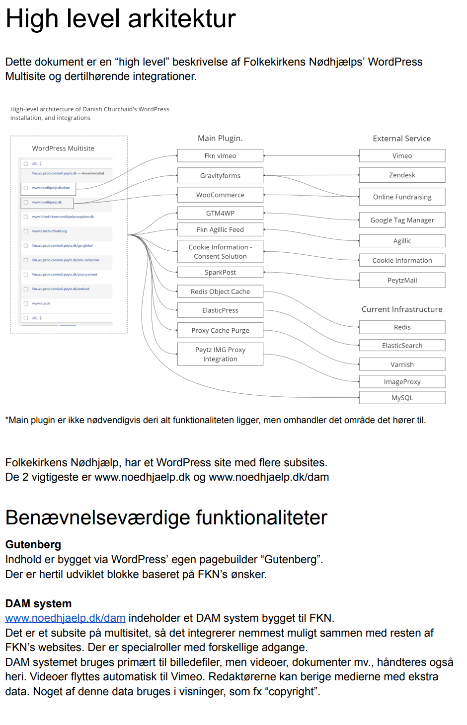 High level arkitektur
Dette dokument er en “high level” beskrivelse af Folkekirkens Nødhjælps’ WordPress
Multisite og dertilhørende integrationer.
High-level architecture of Danish Churchaid's WordPress
installation, and integrations
WordPress Multisite
Main Plugin.
External Service
Fkn vimeo
Gravityforms
WooCommerce
GTM4WP
Fkn Agillic Feed
Cookie Information -
Consent Solution
SparkPost
Redis Object Cache
ElasticPress
Proxy Cache Purge
Peytz IMG Proxy
Integration
Vimeo
Zendesk
Online Fundraising
Google Tag Manager
Agillic
Cookie Information
PeytzMail
Current Infrastructure
Redis
ElasticSearch
Varnish
ImageProxy
MySQL
*Main plugin er ikke nødvendigvis deri alt funktionaliteten ligger, men omhandler det område det hører til.
Folkekirkens Nødhjælp, har et WordPress site med flere subsites.
De 2 vigtigeste er www.noedhjaelp.dk og www.noedhjaelp.dk/dam
Benævnelseværdige funktionaliteter
Gutenberg
Indhold er bygget via WordPress’ egen pagebuilder “Gutenberg”.
Der er hertil udviklet blokke baseret på FKN’s ønsker.
DAM system
www.noedhjaelp.dk/dam indeholder et DAM system bygget til FKN.
Det er et subsite på multisitet, så det integrerer nemmest muligt sammen med resten af
FKN’s websites. Der er specialroller med forskellige adgange.
DAM systemet bruges primært til billedefiler, men videoer, dokumenter mv., håndteres også
heri. Videoer flyttes automatisk til Vimeo. Redaktørerne kan berige medierne med ekstra
data. Noget af denne data bruges i visninger, som fx “copyright”.